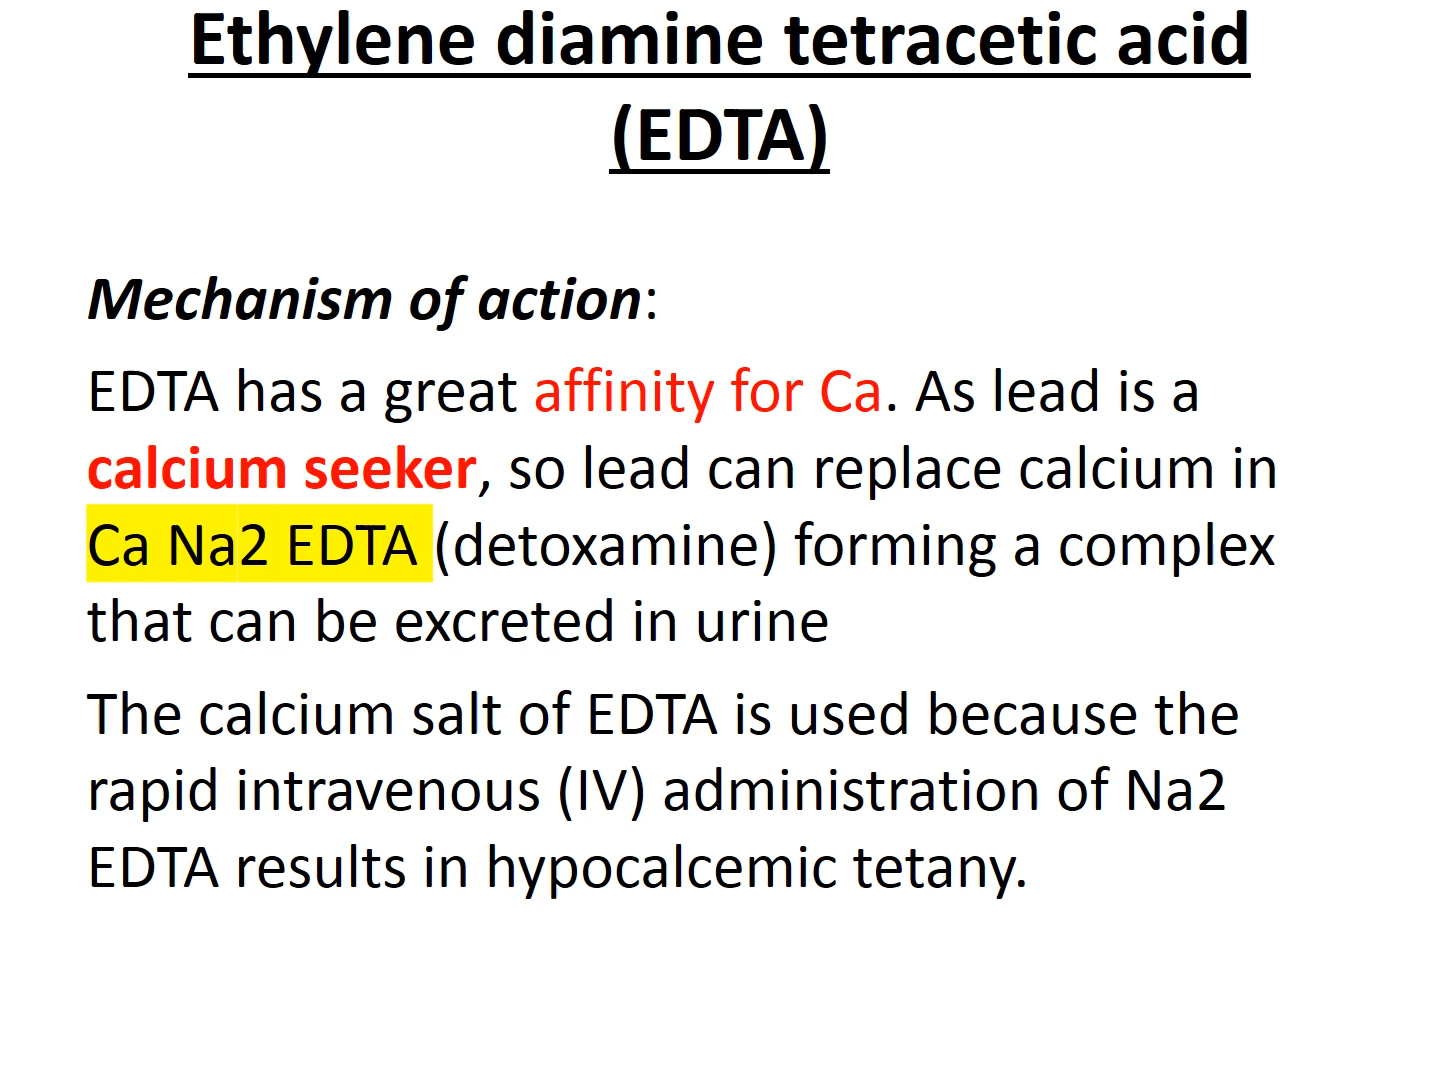 Ethylene diamine tetracetic acid
(EDTA)
Mechanism of action:
EDTA has a great affinity for Ca. As lead is a
calcium seeker, so lead can replace calcium in
Ca Na2 EDTA (detoxamine) forming a complex
that can be excreted in urine
The calcium salt of EDTA is used because the
rapid intravenous (IV) administration of Na2
EDTA results in hypocalcemic tetany.